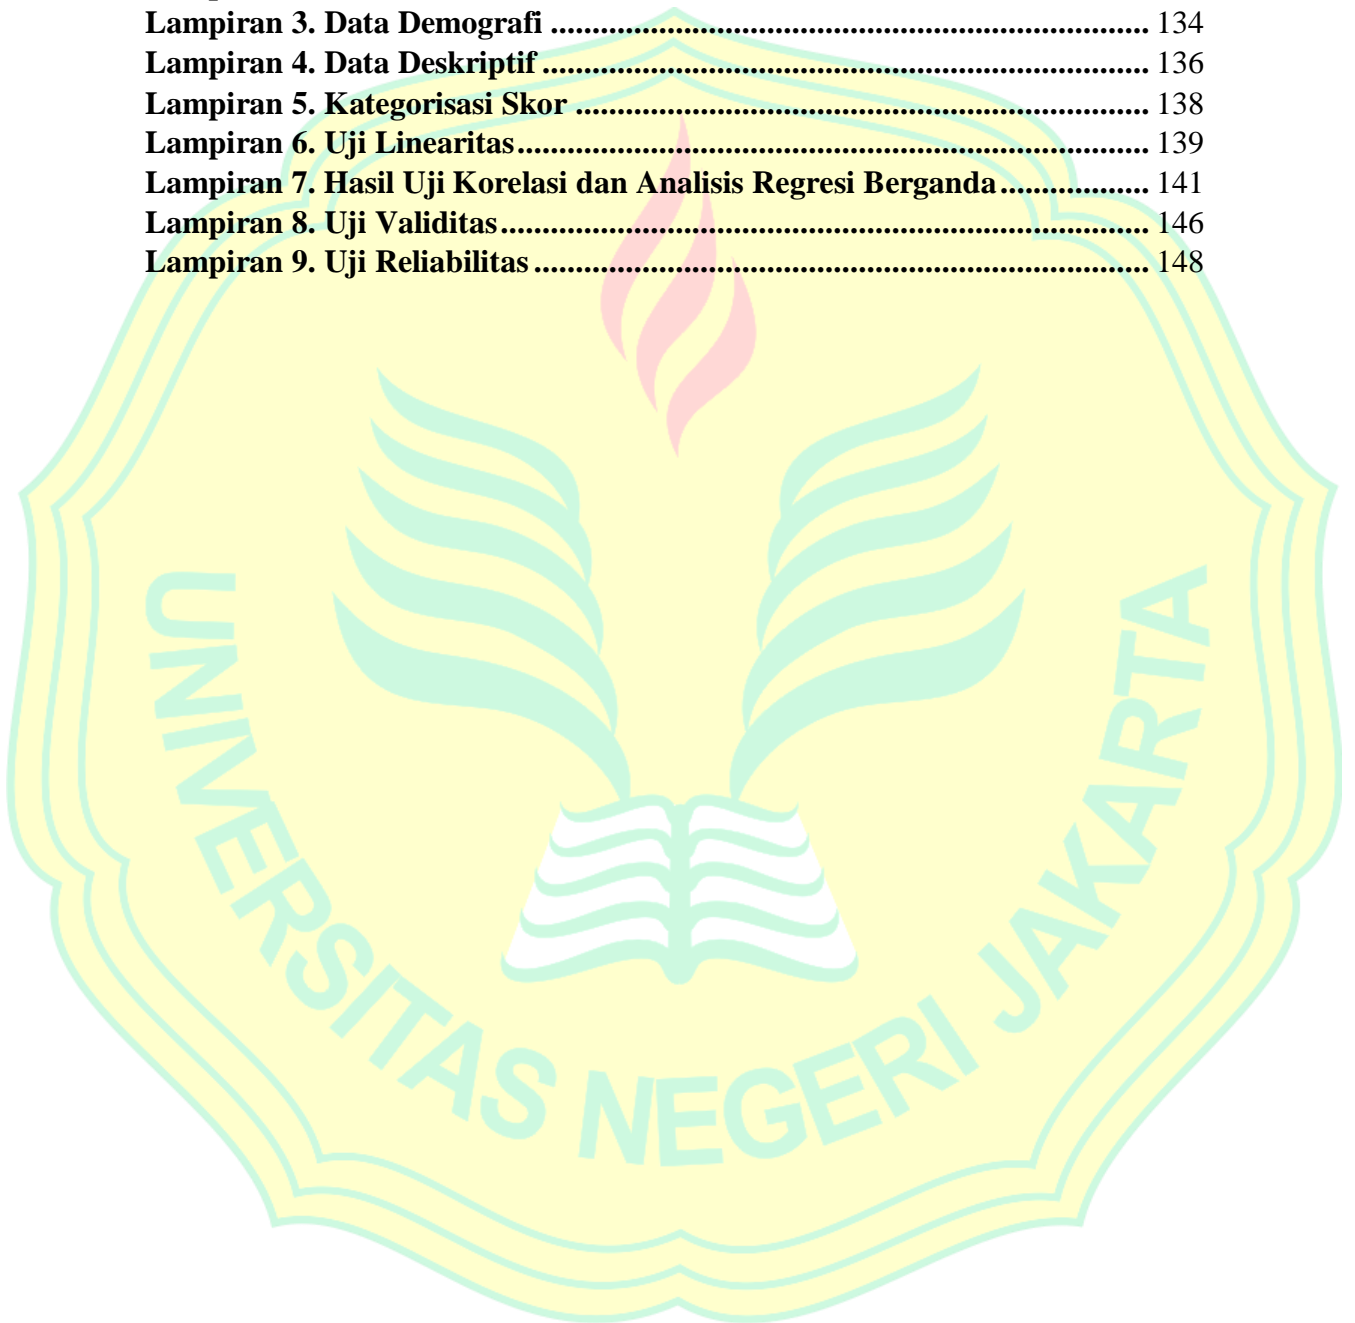 Lampiran 3. Data Demografi ........................................................................ 134
Lampiran 4. Data Deskriptif ......................................................................... 136
Lampiran 5. Kategorisasi Skor ..................................................................... 138
Lampiran 6. Uji Linearitas ............................................................................ 139
Lampiran 7. Hasil Uji Korelasi dan Analisis Regresi Berganda .................. 141
Lampiran 8. Uji Validitas .............................................................................. 146
Lampiran 9. Uji Reliabilitas .......................................................................... 148
UNIVERSITAS NEGERI JAKARTA